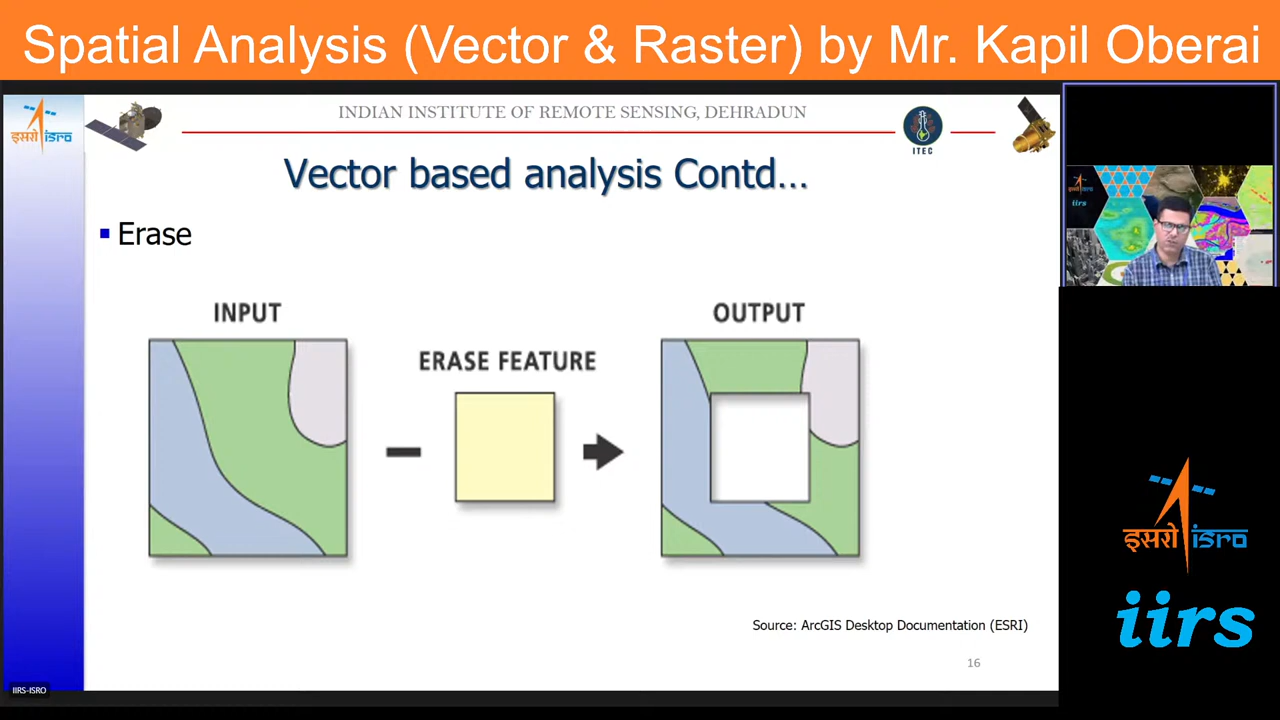 Spatial Analysis (Vector & Raster) by Mr. Kapil Oberai
इसरो isro
INDIAN INSTITUTE OF REMOTE SENSING, DEHRADUN
ITEC
Vector based analysis Contd...
Erase
INPUT
ERASE FEATURE
OUTPUT
Source: ArcGIS Desktop Documentation (ESRI)
16
IIRS-ISRO
iirs
इसरो isro
iirs